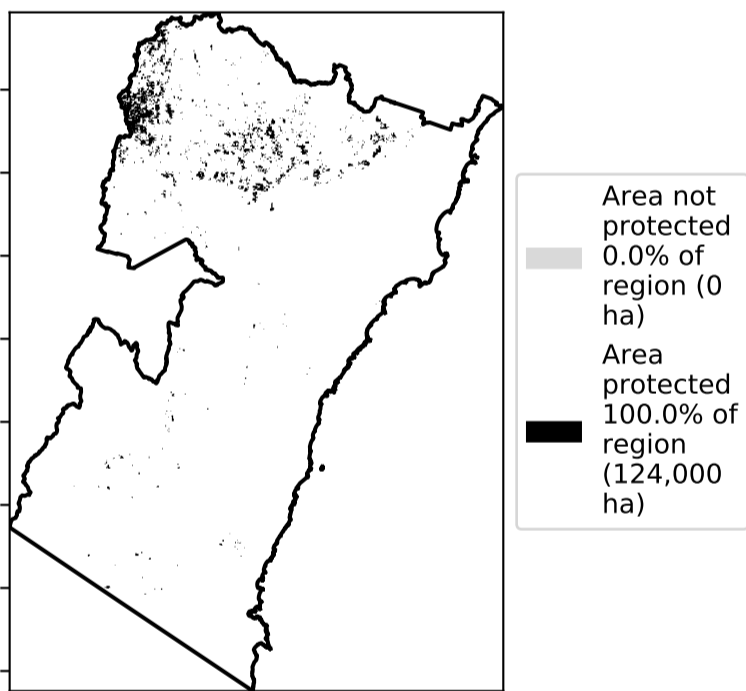 Area not
protected
0.0% of
region (0
ha)
Area
protected
100.0% of
region
(124,000
ha)